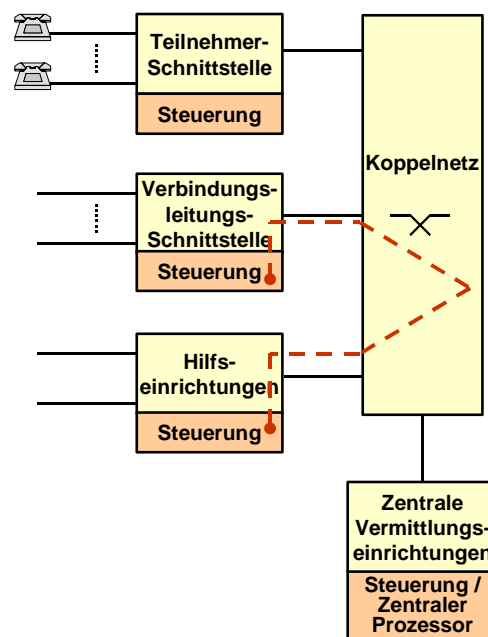 Teilnehmer-
Schnittstelle
Steuerung
Koppelnetz
Verbindungs-
leitungs-
Schnittstelle
Steuerung
Hilfs-
einrichtungen
Steuerung
Zentrale
Vermittlungs-
einrichtungen
Steuerung /
Zentraler
Prozessor